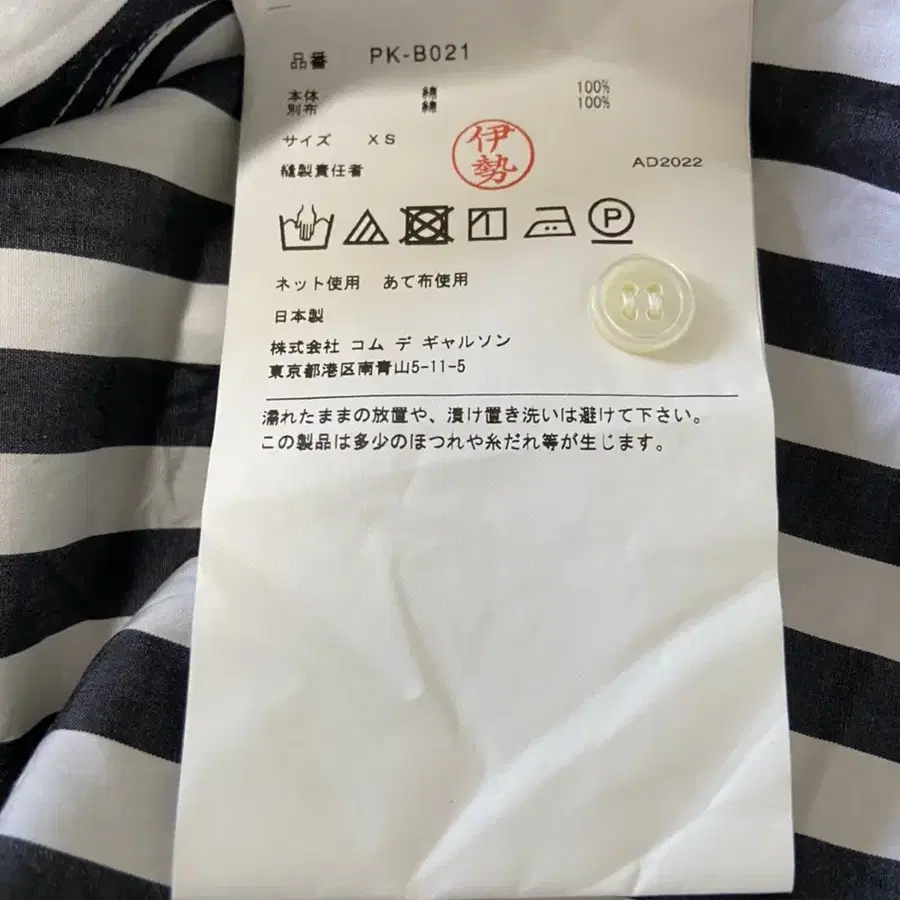 品番 PK-B021
本体 綿 100%
別布 綿 100%
サイズ XS
伊勢
縫製責任者 AD2022
P
ネット使用 あて布使用
日本製
株式会社 コム デ ギャルソン
東京都港区南青山5-11-5
濡れたままの放置や、漬け置き洗いは避けて下さい。
この製品は多少のほつれや糸だれ等が生じます。